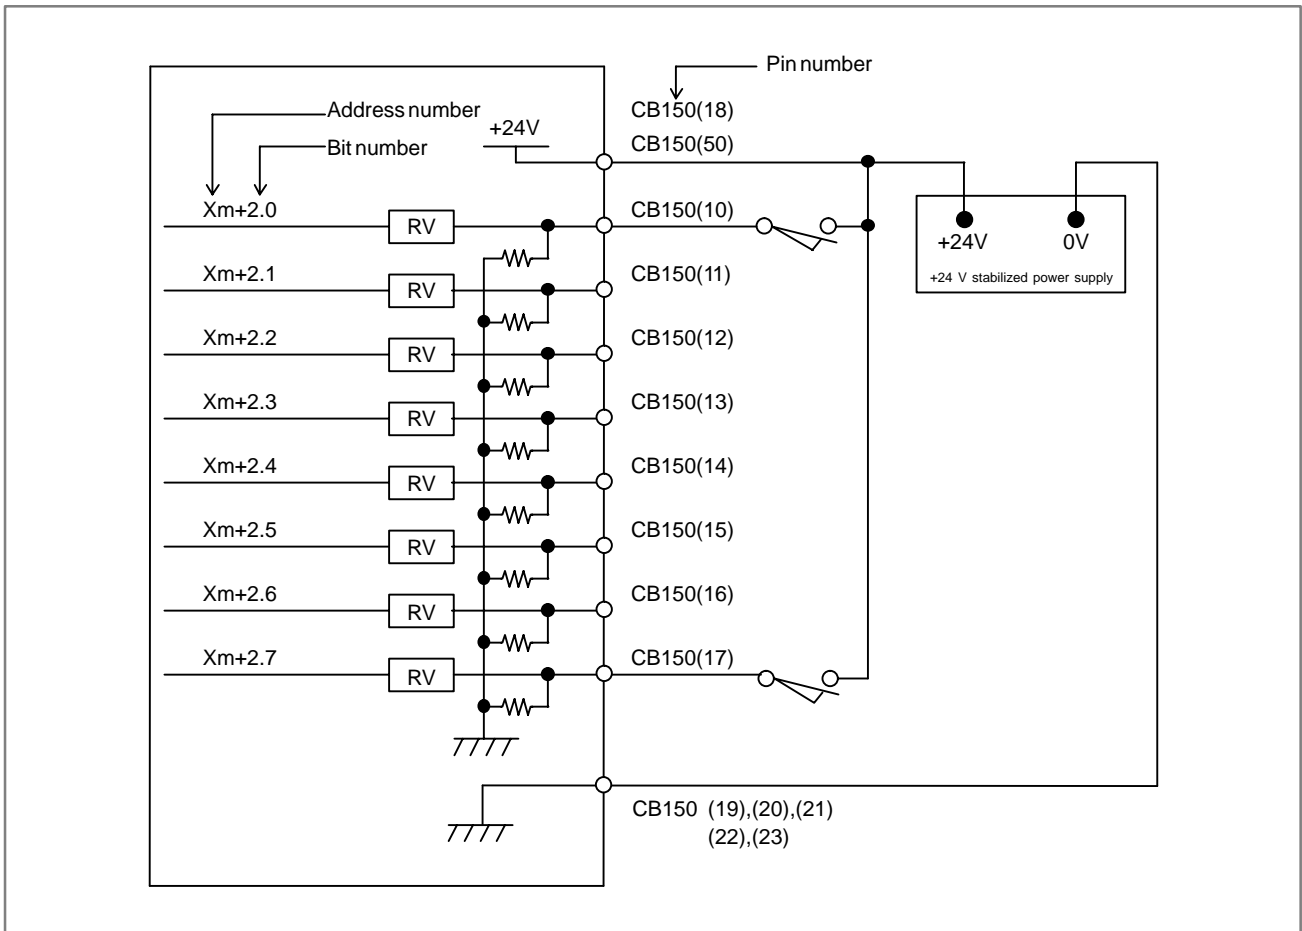 Pin number
CB150(18)
Address number
+24V
CB150(50)
Bit number
Xm+2.0
RV
CB150(10)
+24V
0V
+24 V stabilized power supply
Xm+2.1
RV
CB150(11)
Xm+2.2
RV
CB150(12)
Xm+2.3
RV
CB150(13)
Xm+2.4
RV
CB150(14)
Xm+2.5
RV
CB150(15)
Xm+2.6
RV
CB150(16)
Xm+2.7
RV
CB150(17)
CB150 (19),(20),(21)
(22),(23)